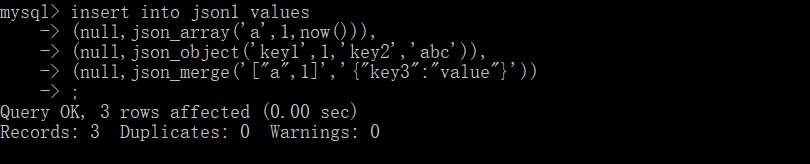 mysql> insert into json1 values
    -> (null,json_array('a',1,now())),
    -> (null,json_object('key1',1,'key2','abc')),
    -> (null,json_merge('["a",1]','{"key3":"value"}'))
    -> ;
Query OK, 3 rows affected (0.00 sec)
Records: 3  Duplicates: 0  Warnings: 0